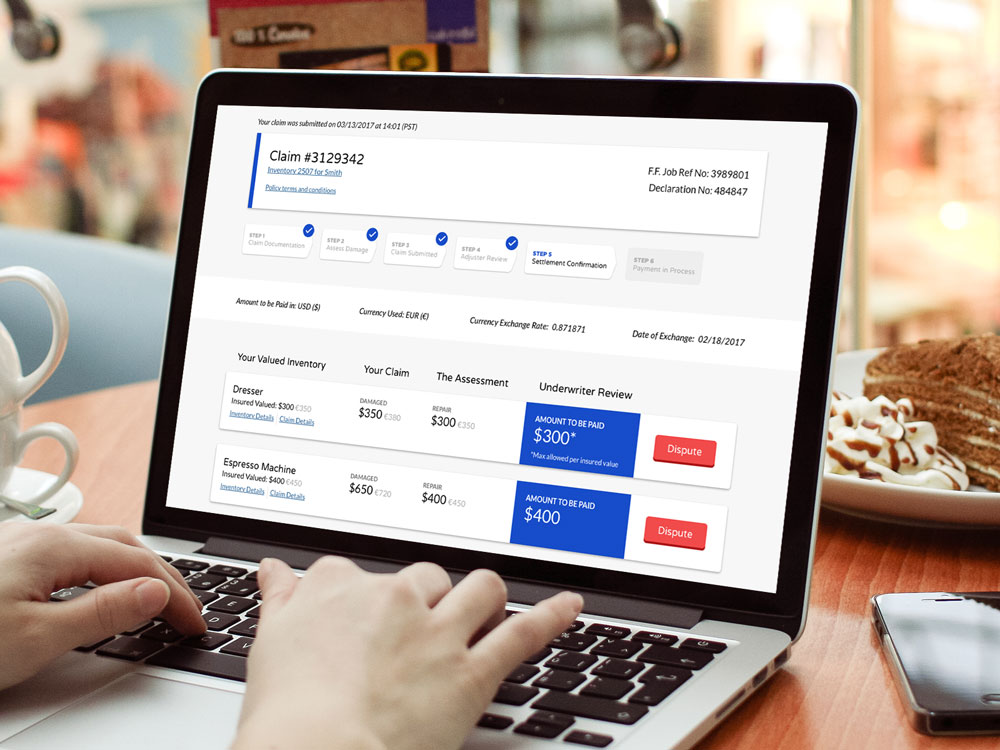 Your claim was submitted on 03/13/2017 at 14:01 (PST)
Claim #3129342
Inventory 2507 for Smith
Policy terms and conditions
F.F. Job Ref No: 3989801
Declaration No: 484847
STEP 1
Claim Documentation
STEP 2
Assess Damage
STEP 3
Claim Submitted
STEP 4
Adjuster Review
STEP 5
Settlement Confirmation
STEP 6
Payment in Process
Amount to be Paid in: USD ($)
Currency Used: EUR (€)
Currency Exchange Rate: 0.871871
Date of Exchange: 02/18/2017
Your Valued Inventory
Your Claim
The Assessment
Underwriter Review
Dresser
Insured Valued: $300 €350
Inventory Details Claim Details
DAMAGED
$350 €380
REPAIR
$300 €350
AMOUNT TO BE PAID
$300*
*Max allowed per insured value
Dispute
Espresso Machine
Insured Valued: $400 €450
Inventory Details Claim Details
DAMAGED
$650 €720
REPAIR
$400 €450
AMOUNT TO BE PAID
$400
Dispute